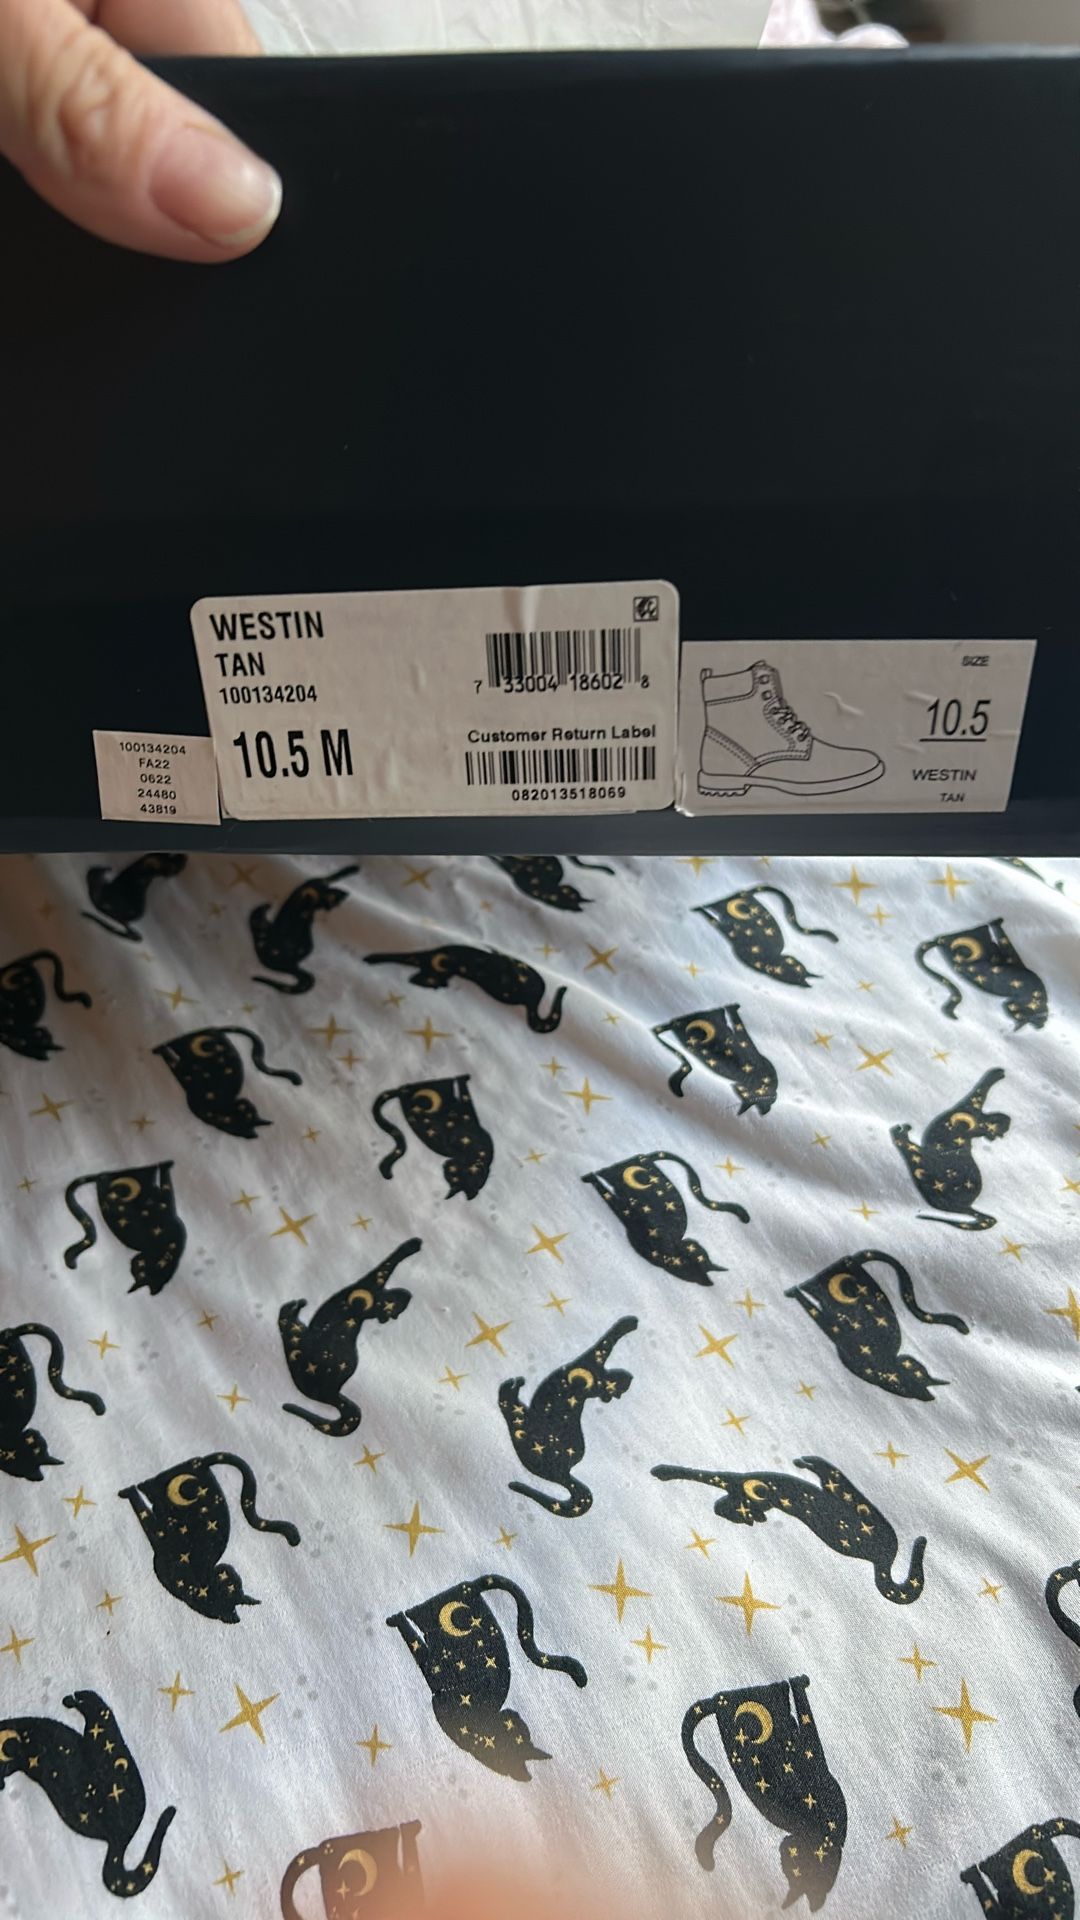 WESTIN
TAN
100134204
10.5 M
7 33004 18602 8
Customer Return Label
082013518069
100134204
FA22
0622
24480
43819
SIZE
10.5
WESTIN
TAN